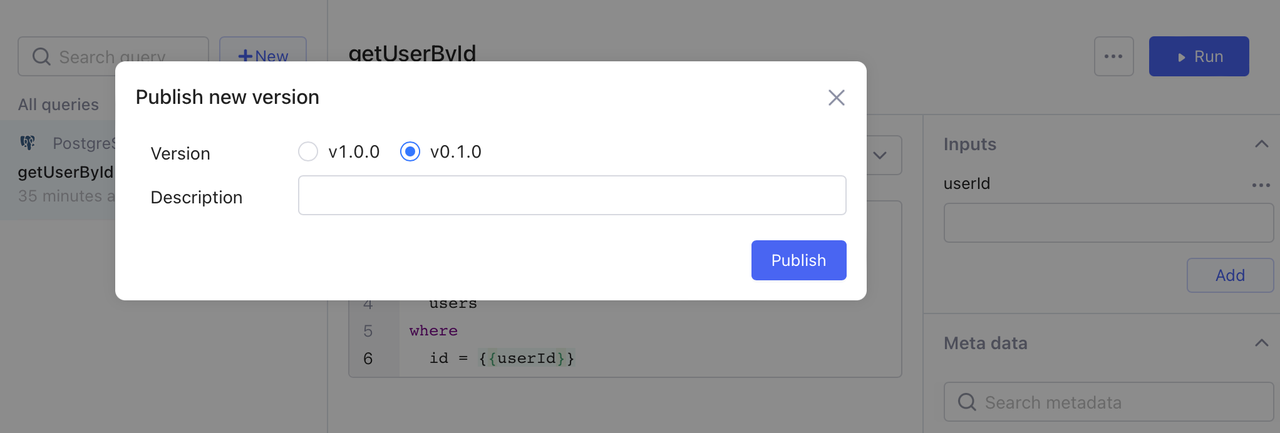 Search query
+New
getUserById
Run
All queries
Publish new version
Version
v1.0.0
v0.1.0
Description
Publish
PostgreS
getUserById
35 minutes a
4 users
5 where
6 id = {{userId}}
Inputs
userId
Add
Meta data
Search metadata